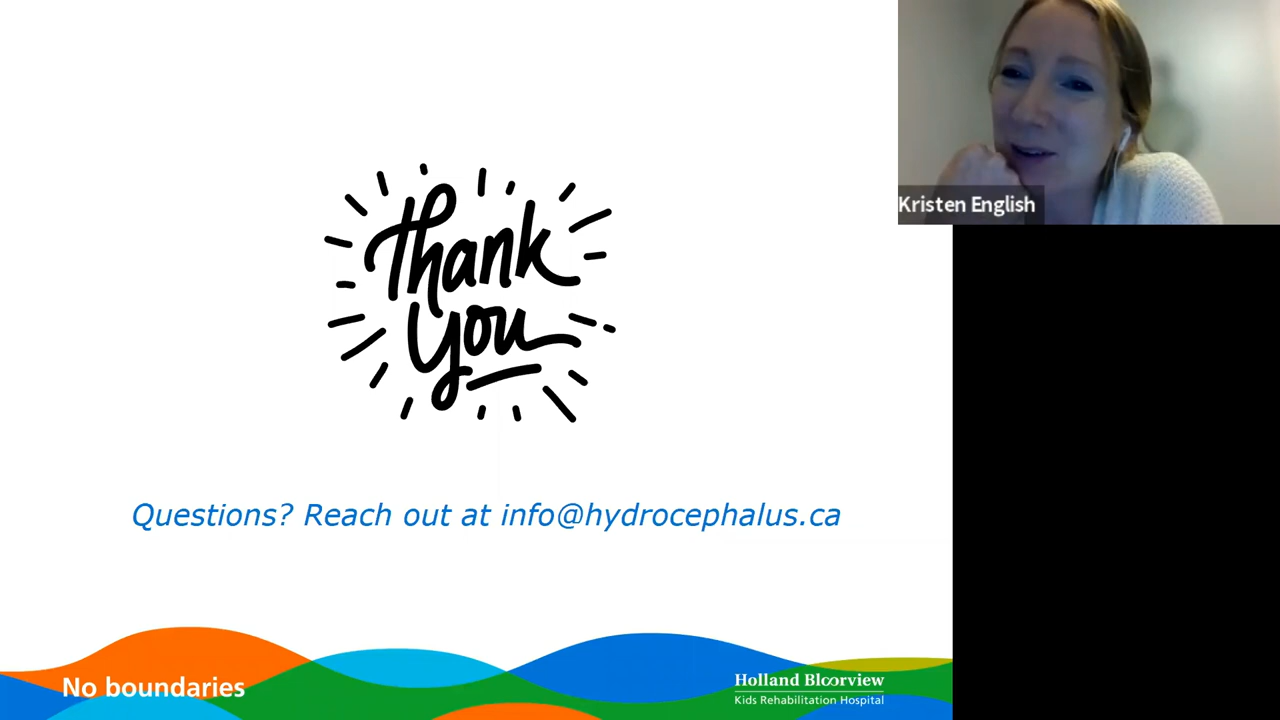 Thank
you
Kristen English
Questions? Reach out at info@hydrocephalus.ca
No boundaries
Holland Bloorview
Kids Rehabilitation Hospital